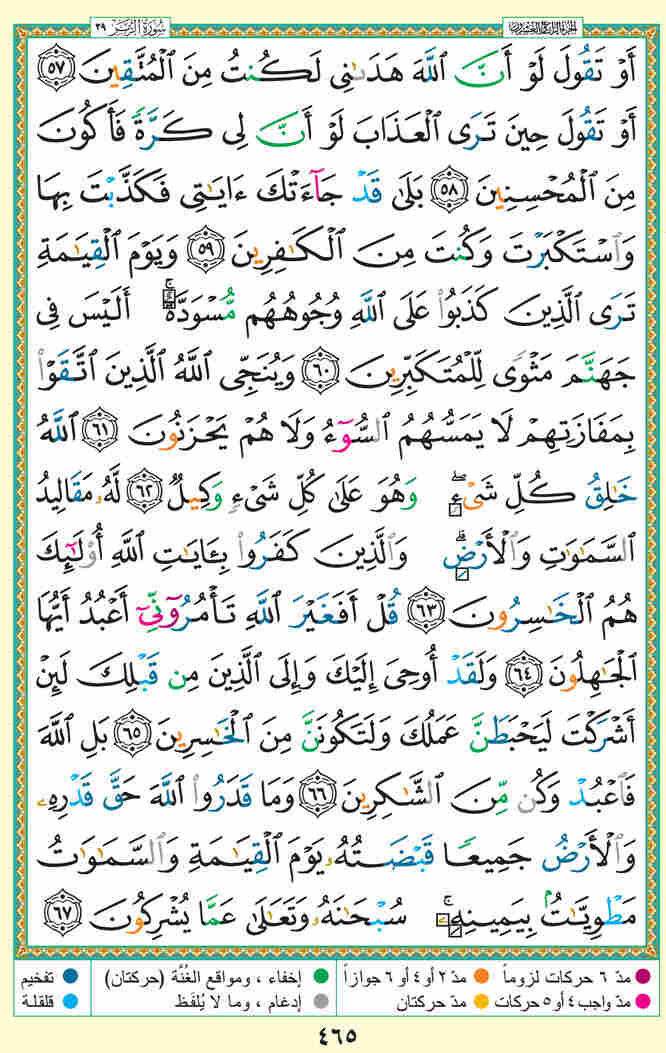 سُورَةُ الزُّمَرِ ٣٩
الجزء الرابع والعشرون
أَوْ تَقُولَ لَوْ أَنَّ ٱللَّهَ هَدَىٰنِى لَكُنتُ مِنَ ٱلْمُتَّقِينَ ٥٧
أَوْ تَقُولَ حِينَ تَرَى ٱلْعَذَابَ لَوْ أَنَّ لِى كَرَّةً فَأَكُونَ
مِنَ ٱلْمُحْسِنِينَ ٥٨ بَلَىٰ قَدْ جَآءَتْكَ ءَايَٰتِى فَكَذَّبْتَ بِهَا
وَٱسْتَكْبَرْتَ وَكُنتَ مِنَ ٱلْكَٰفِرِينَ ٥٩ وَيَوْمَ ٱلْقِيَٰمَةِ
تَرَى ٱلَّذِينَ كَذَبُوا۟ عَلَى ٱللَّهِ وُجُوهُهُم مُّسْوَدَّةٌ ۚ أَلَيْسَ فِى
جَهَنَّمَ مَثْوًى لِّلْمُتَكَبِّرِينَ ٦٠ وَيُنَجِّى ٱللَّهُ ٱلَّذِينَ ٱتَّقَوْا۟
بِمَفَازَتِهِمْ لَا يَمَسُّهُمُ ٱلسُّوٓءُ وَلَا هُمْ يَحْزَنُونَ ٦١ ٱللَّهُ
خَٰلِقُ كُلِّ شَىْءٍ ۖ وَهُوَ عَلَىٰ كُلِّ شَىْءٍ وَكِيلٌ ٦٢ لَّهُۥ مَقَالِيدُ
ٱلسَّمَٰوَٰتِ وَٱلْأَرْضِ ۗ وَٱلَّذِينَ كَفَرُوا۟ بِـَٔايَٰتِ ٱللَّهِ أُو۟لَٰٓئِكَ
هُمُ ٱلْخَٰسِرُونَ ٦٣ قُلْ أَفَغَيْرَ ٱللَّهِ تَأْمُرُوٓنِّىٓ أَعْبُدُ أَيُّهَا
ٱلْجَٰهِلُونَ ٦٤ وَلَقَدْ أُوحِىَ إِلَيْكَ وَإِلَى ٱلَّذِينَ مِن قَبْلِكَ لَئِنْ
أَشْرَكْتَ لَيَحْبَطَنَّ عَمَلُكَ وَلَتَكُونَنَّ مِنَ ٱلْخَٰسِرِينَ ٦٥ بَلِ ٱللَّهَ
فَٱعْبُدْ وَكُن مِّنَ ٱلشَّٰكِرِينَ ٦٦ وَمَا قَدَرُوا۟ ٱللَّهَ حَقَّ قَدْرِهِۦ
وَٱلْأَرْضُ جَمِيعًا قَبْضَتُهُۥ يَوْمَ ٱلْقِيَٰمَةِ وَٱلسَّمَٰوَٰتُ
مَطْوِيَّٰتٌۢ بِيَمِينِهِۦ ۚ سُبْحَٰنَهُۥ وَتَعَٰلَىٰ عَمَّا يُشْرِكُونَ ٦٧
مدّ ٦ حركات لزوماً مدّ ٢ أو ٤ أو ٦ جوازاً إخفاء ، ومواقع الغُنَّة (حركتان) تفخيم
مدّ واجب ٤ أو ٥ حركات مدّ حركتان إدغام ، وما لا يُلفَظ قلقلة
٤٦٥